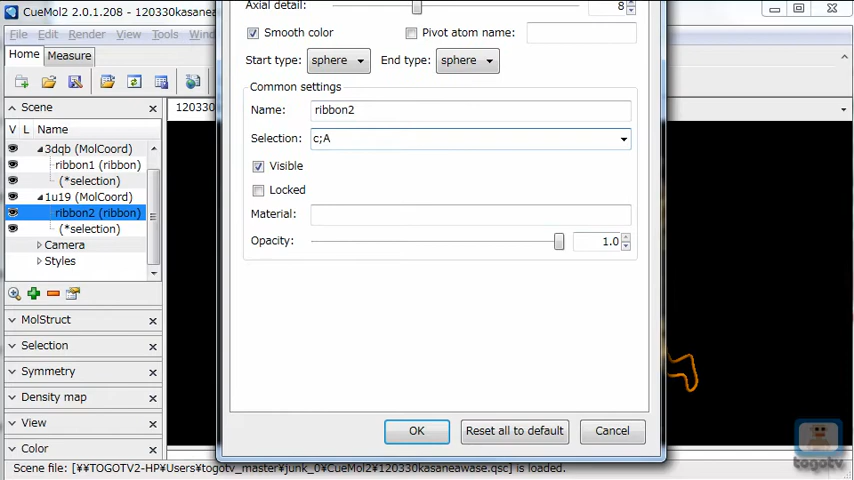 CueMol2 2.0.1.208 - 120330kasanea
File Edit Render View Tools Win
Home Measure
Scene
V L Name
3dqb (MolCoord)
ribbon1 (ribbon)
(*selection)
1u19 (MolCoord)
ribbon2 (ribbon)
(*selection)
Camera
Styles
MolStruct
Selection
Symmetry
Density map
View
Color
12033
Axial detail: 8
Smooth color Pivot atom name:
Start type: sphere End type: sphere
Common settings
Name: ribbon2
Selection: c;A
Visible
Locked
Material:
Opacity: 1.0
OK Reset all to default Cancel
togotv
Scene file: [¥¥TOGOTV2-HP¥Users¥togotv_master¥junk_0¥CueMol2¥120330kasaneawase.qsc] is loaded.